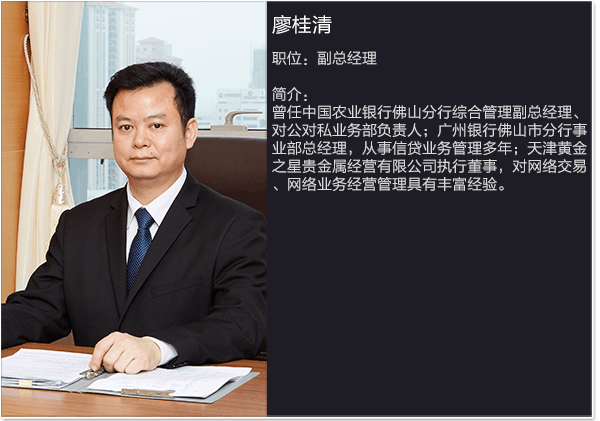 廖桂清
职位：副总经理
简介：
曾任中国农业银行佛山分行综合管理副总经理、
对公对私业务部负责人；广州银行佛山市分行事
业部总经理，从事信贷业务管理多年；天津黄金
之星贵金属经营有限公司执行董事，对网络交易
、网络业务经营管理具有丰富经验。